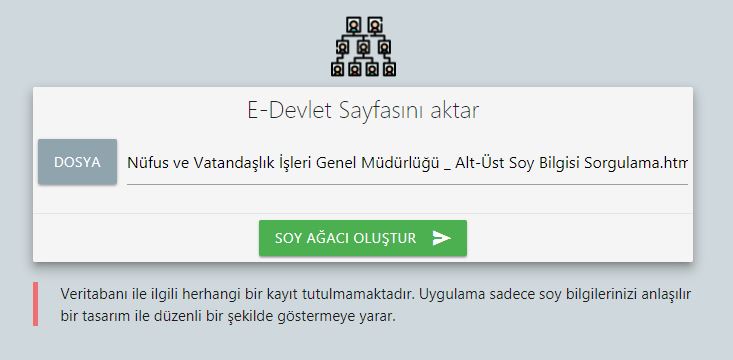 E-Devlet Sayfasını aktar
DOSYA Nüfus ve Vatandaşlık İşleri Genel Müdürlüğü _ Alt-Üst Soy Bilgisi Sorgulama.htm
SOY AĞACI OLUŞTUR
Veritabanı ile ilgili herhangi bir kayıt tutulmamaktadır. Uygulama sadece soy bilgilerinizi anlaşılır
bir tasarım ile düzenli bir şekilde göstermeye yarar.